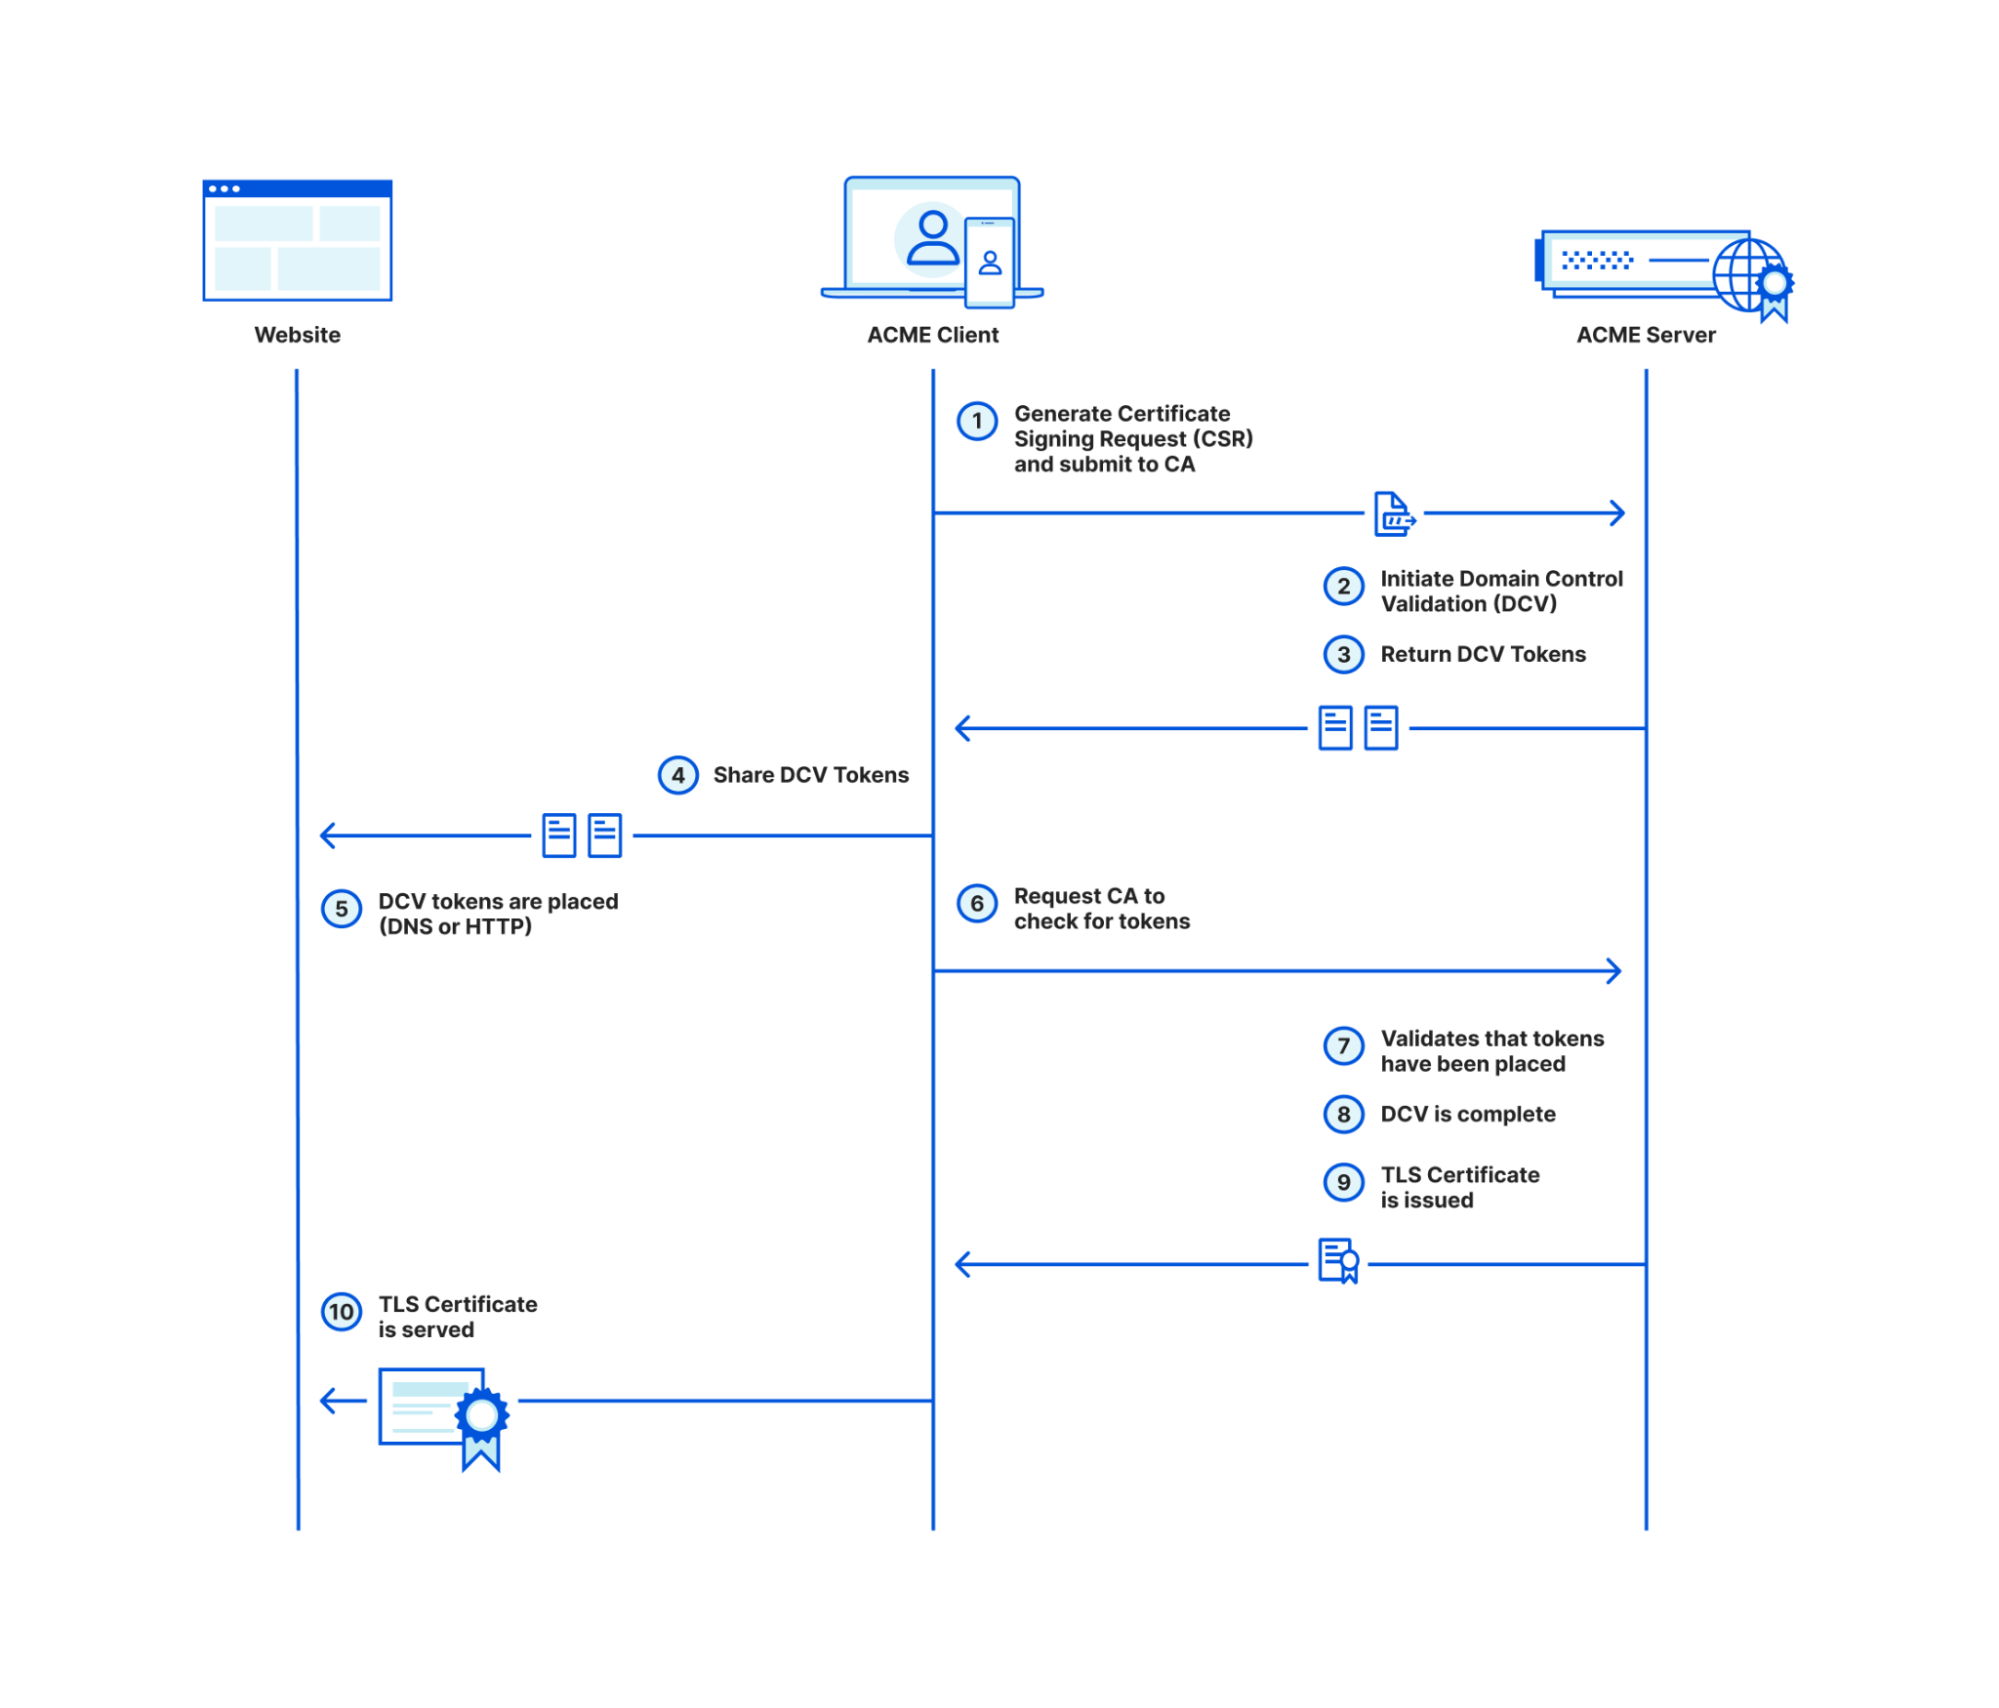 Website
ACME Client
ACME Server
1
Generate Certificate
Signing Request (CSR)
and submit to CA
2
Initiate Domain Control
Validation (DCV)
3
Return DCV Tokens
4
Share DCV Tokens
5
DCV tokens are placed
(DNS or HTTP)
6
Request CA to
check for tokens
7
Validates that tokens
have been placed
8
DCV is complete
9
TLS Certificate
is issued
10
TLS Certificate
is served